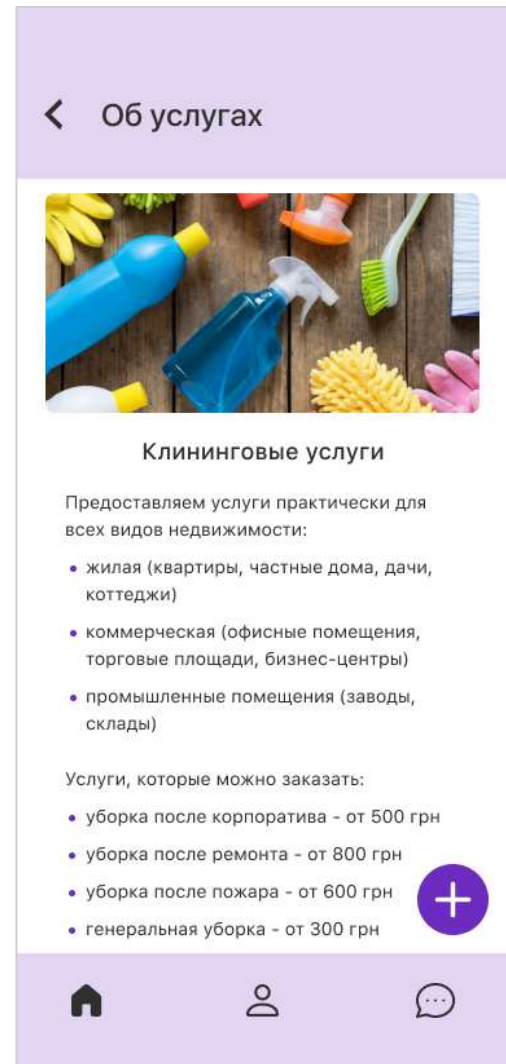 Об услугах
Клининговые услуги
Предоставляем услуги практически для
всех видов недвижимости:
• жилая (квартиры, частные дома, дачи,
коттеджи)
• коммерческая (офисные помещения,
торговые площади, бизнес-центры)
• промышленные помещения (заводы,
склады)
Услуги, которые можно заказать:
• уборка после корпоратива - от 500 грн
• уборка после ремонта - от 800 грн
• уборка после пожара - от 600 грн
• генеральная уборка - от 300 грн